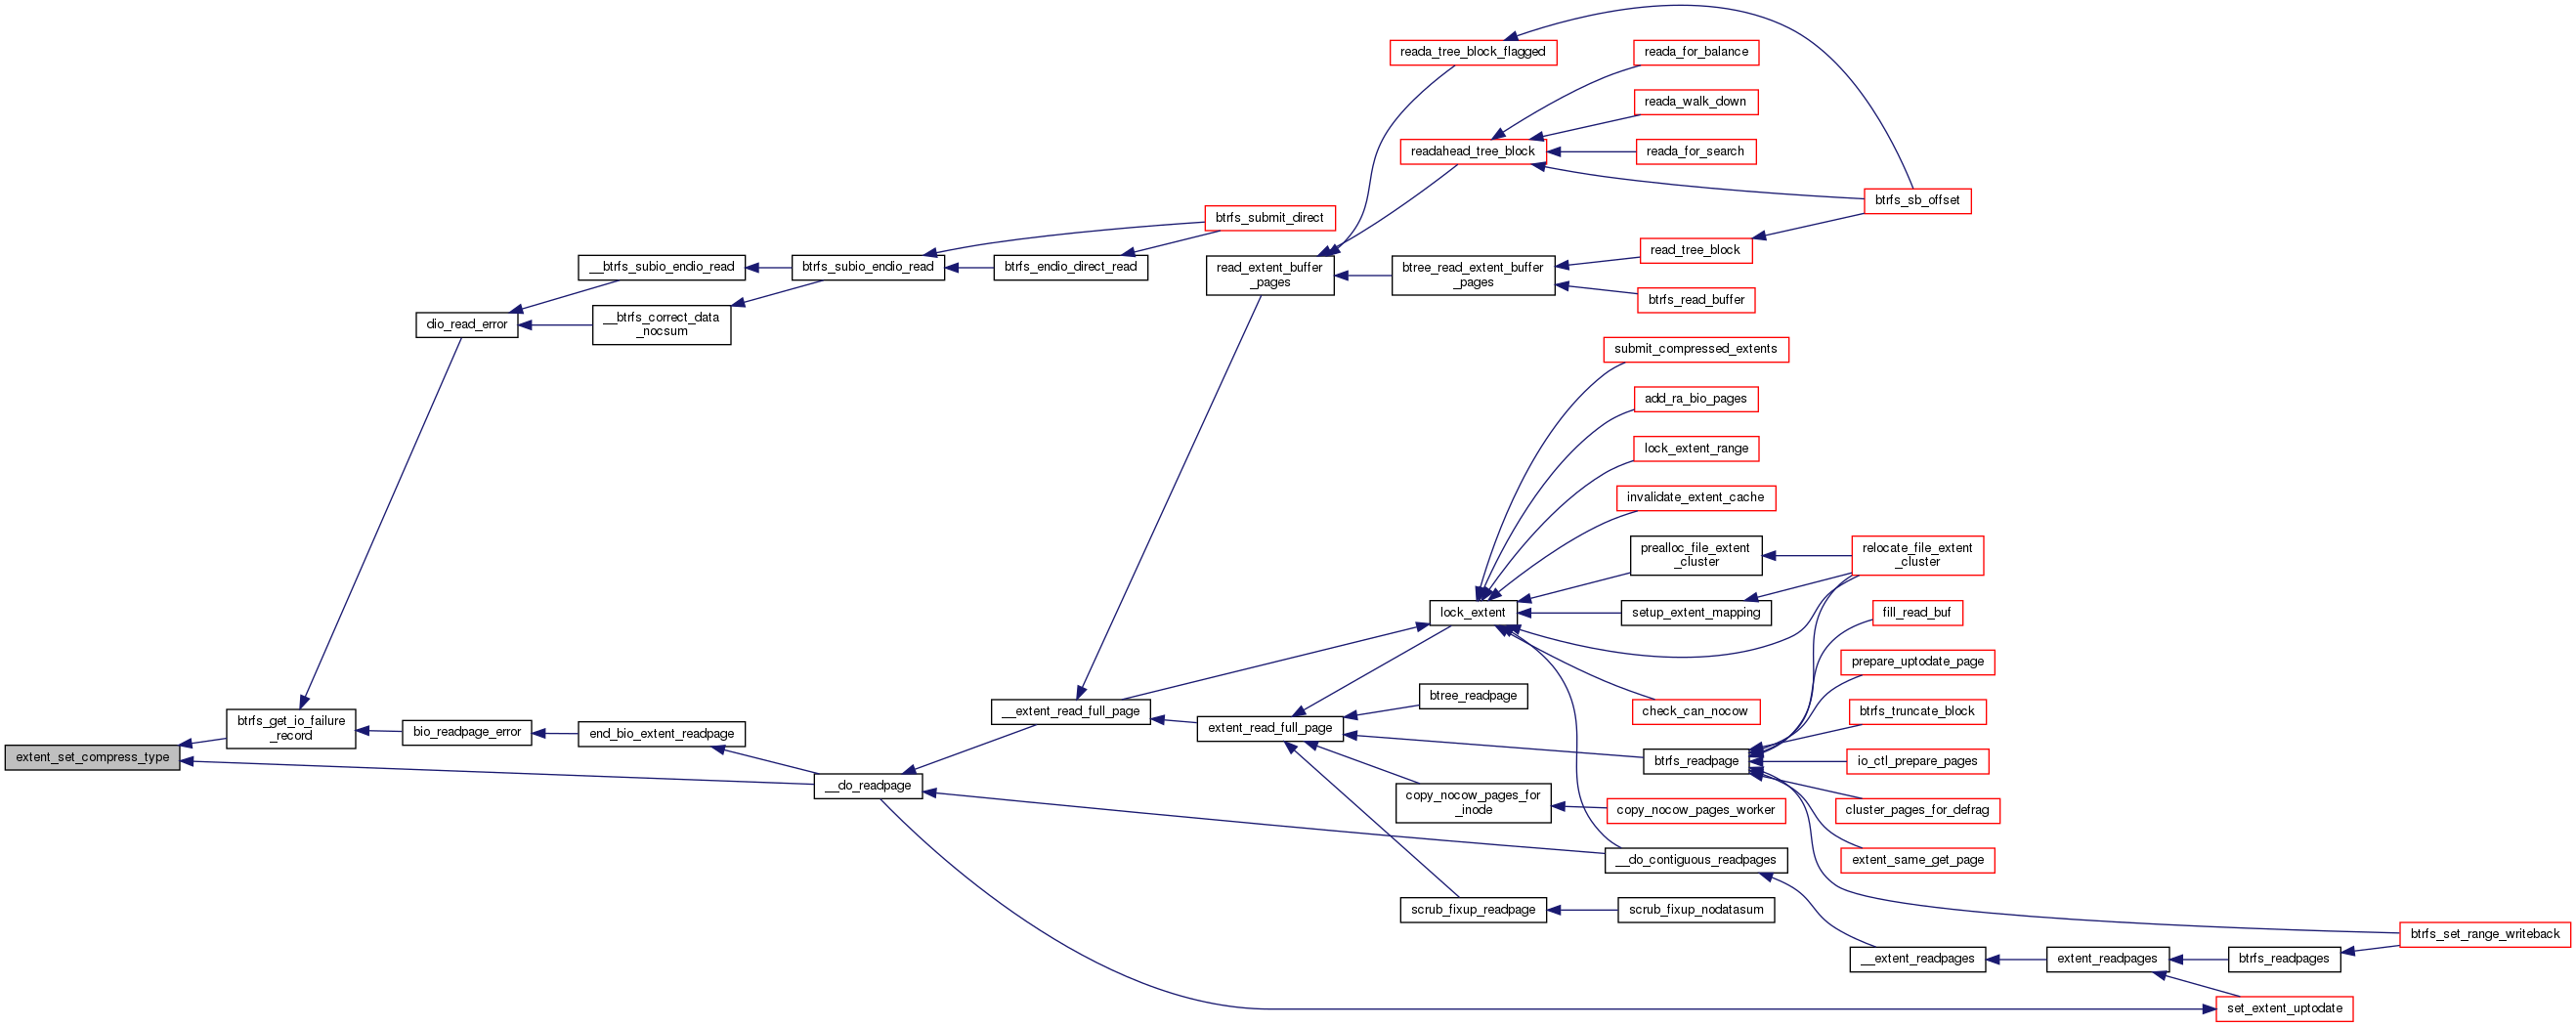 reada_tree_block_flagged
reada_for_balance
reada_walk_down
readahead_tree_block
reada_for_search
btrfs_sb_offset
btrfs_submit_direct
read_tree_block
__btrfs_subio_endio_read
btrfs_subio_endio_read
btrfs_endio_direct_read
read_extent_buffer
_pages
btree_read_extent_buffer
_pages
btrfs_read_buffer
dio_read_error
__btrfs_correct_data
_nocsum
submit_compressed_extents
add_ra_bio_pages
lock_extent_range
invalidate_extent_cache
prealloc_file_extent
_cluster
relocate_file_extent
_cluster
lock_extent
setup_extent_mapping
fill_read_buf
prepare_uptodate_page
btrfs_get_io_failure
_record
bio_readpage_error
end_bio_extent_readpage
__extent_read_full_page
extent_read_full_page
btree_readpage
check_can_nocow
btrfs_truncate_block
extent_set_compress_type
__do_readpage
btrfs_readpage
io_ctl_prepare_pages
copy_nocow_pages_for
_inode
copy_nocow_pages_worker
cluster_pages_for_defrag
__do_contiguous_readpages
extent_same_get_page
scrub_fixup_readpage
scrub_fixup_nodatasum
btrfs_set_range_writeback
__extent_readpages
extent_readpages
btrfs_readpages
set_extent_uptodate